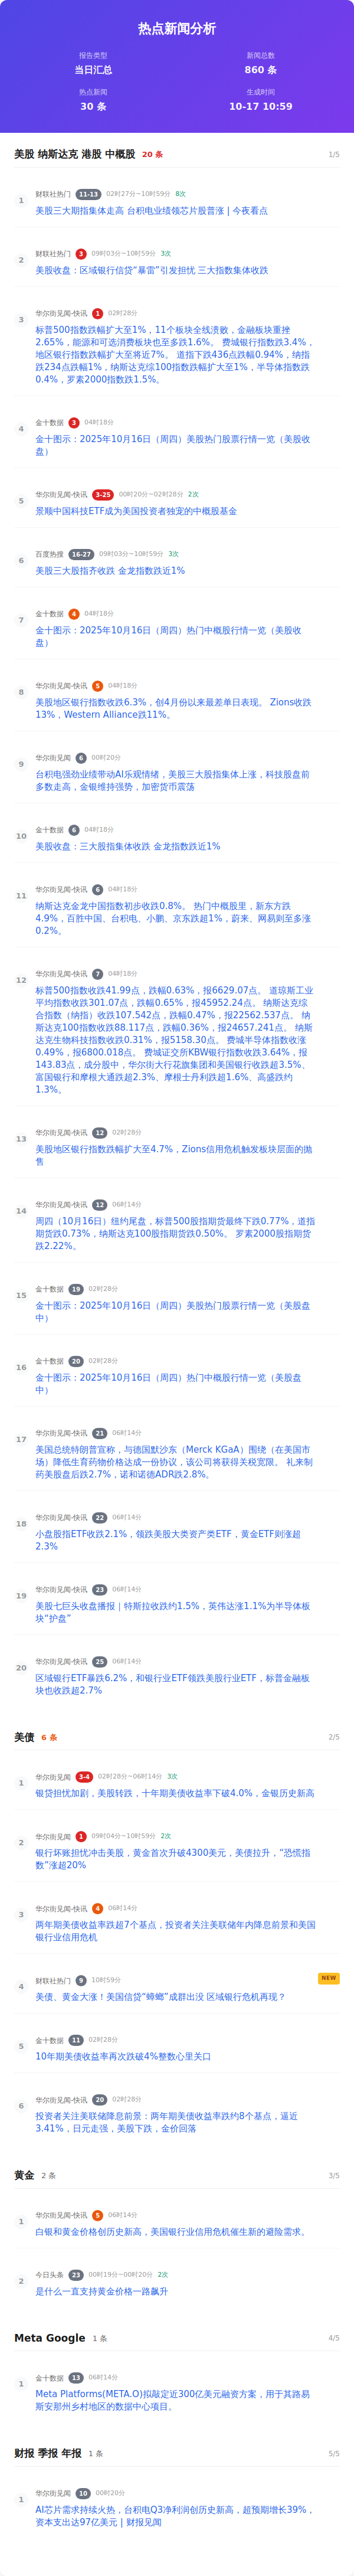 热点新闻分析
报告类型
新闻总数
当日汇总
860 条
热点新闻
生成时间
30 条
10-17 10:59
美股 纳斯达克 港股 中概股 20 条 1/5
1 财联社热门 11-13 02时27分~10时59分 8次
美股三大期指集体走高 台积电业绩领芯片股普涨 | 今夜看点
2 财联社热门 3 09时03分~10时59分 3次
美股收盘：区域银行信贷“暴雷”引发担忧 三大指数集体收跌
3 华尔街见闻-快讯 1 02时28分
标普500指数跌幅扩大至1%，11个板块全线溃败，金融板块重挫
2.65%，能源和可选消费板块也至多跌1.6%。 费城银行指数跌3.4%，
地区银行指数跌幅扩大至将近7%。 道指下跌436点跌幅0.94%，纳指
跌234点跌幅1%，纳斯达克综100指数跌幅扩大至1%，半导体指数跌
0.4%，罗素2000指数跌1.5%。
4 金十数据 3 04时18分
金十图示：2025年10月16日（周四）美股热门股票行情一览（美股收
盘）
5 华尔街见闻-快讯 3-25 00时20分~02时28分 2次
景顺中国科技ETF成为美国投资者独宠的中概股基金
6 百度热搜 16-27 09时03分~10时59分 3次
美股三大股指齐收跌 金龙指数跌近1%
7 金十数据 4 04时18分
金十图示：2025年10月16日（周四）热门中概股行情一览（美股收
盘）
8 华尔街见闻-快讯 5 04时18分
美股地区银行指数收跌6.3%，创4月份以来最差单日表现。 Zions收跌
13%，Western Alliance跌11%。
9 华尔街见闻 6 00时20分
台积电强劲业绩带动AI乐观情绪，美股三大股指集体上涨，科技股盘前
多数走高，金银维持强势，加密货币震荡
10 金十数据 6 04时18分
美股收盘：三大股指集体收跌 金龙指数跌近1%
11 华尔街见闻-快讯 6 04时18分
纳斯达克金龙中国指数初步收跌0.8%。 热门中概股里，新东方跌
4.9%，百胜中国、台积电、小鹏、京东跌超1%，蔚来、网易则至多涨
0.2%。
12 华尔街见闻-快讯 7 04时18分
标普500指数收跌41.99点，跌幅0.63%，报6629.07点。 道琼斯工业
平均指数收跌301.07点，跌幅0.65%，报45952.24点。 纳斯达克综
合指数（纳指）收跌107.542点，跌幅0.47%，报22562.537点。 纳
斯达克100指数收跌88.117点，跌幅0.36%，报24657.241点。 纳斯
达克生物科技指数收跌0.31%，报5158.30点。 费城半导体指数收涨
0.49%，报6800.018点。 费城证交所KBW银行指数收跌3.64%，报
143.83点，成分股中，华尔街大行花旗集团和美国银行收跌超3.5%、
富国银行和摩根大通跌超2.3%、摩根士丹利跌超1.6%、高盛跌约
1.3%。
13 华尔街见闻-快讯 12 02时28分
美股地区银行指数跌幅扩大至4.7%，Zions信用危机触发板块层面的抛
售
14 华尔街见闻-快讯 12 06时14分
周四（10月16日）纽约尾盘，标普500股指期货最终下跌0.77%，道指
期货跌0.73%，纳斯达克100股指期货跌0.50%。 罗素2000股指期货
跌2.22%。
15 金十数据 19 02时28分
金十图示：2025年10月16日（周四）美股热门股票行情一览（美股盘
中）
16 金十数据 20 02时28分
金十图示：2025年10月16日（周四）热门中概股行情一览（美股盘
中）
17 华尔街见闻-快讯 21 06时14分
美国总统特朗普宣称，与德国默沙东（Merck KGaA）围绕（在美国市
场）降低生育药物价格达成一份协议，该公司将获得关税宽限。 礼来制
药美股盘后跌2.7%，诺和诺德ADR跌2.8%。
18 华尔街见闻-快讯 22 06时14分
小盘股指ETF收跌2.1%，领跌美股大类资产类ETF，黄金ETF则涨超
2.3%
19 华尔街见闻-快讯 23 06时14分
美股七巨头收盘播报｜特斯拉收跌约1.5%，英伟达涨1.1%为半导体板
块“护盘”
20 华尔街见闻-快讯 25 06时14分
区域银行ETF暴跌6.2%，和银行业ETF领跌美股行业ETF，标普金融板
块也收跌超2.7%
美债 6 条 2/5
1 华尔街见闻 3-4 02时28分~06时14分 3次
银贷担忧加剧，美股转跌，十年期美债收益率下破4.0%，金银历史新高
2 华尔街见闻 1 09时04分~10时59分 2次
银行坏账担忧冲击美股，黄金首次升破4300美元，美债拉升，“恐慌指
数”涨超20%
3 华尔街见闻-快讯 4 06时14分
两年期美债收益率跌超7个基点，投资者关注美联储年内降息前景和美国
银行业信用危机
4 财联社热门 9 10时59分 NEW
美债、黄金大涨！美国信贷“蟑螂”成群出没 区域银行危机再现？
5 金十数据 11 02时28分
10年期美债收益率再次跌破4%整数心里关口
6 华尔街见闻-快讯 20 02时28分
投资者关注美联储降息前景：两年期美债收益率跌约8个基点，逼近
3.41%，日元走强，美股下跌，金价回落
黄金 2 条 3/5
1 华尔街见闻-快讯 5 06时14分
白银和黄金价格创历史新高，美国银行业信用危机催生新的避险需求。
2 今日头条 23 00时19分~00时20分 2次
是什么一直支持黄金价格一路飙升
Meta Google 1 条 4/5
1 金十数据 13 06时14分
Meta Platforms(META.O)拟敲定近300亿美元融资方案，用于其路易
斯安那州乡村地区的数据中心项目。
财报 季报 年报 1 条 5/5
1 华尔街见闻 10 00时20分
AI芯片需求持续火热，台积电Q3净利润创历史新高，超预期增长39%，
资本支出达97亿美元 | 财报见闻